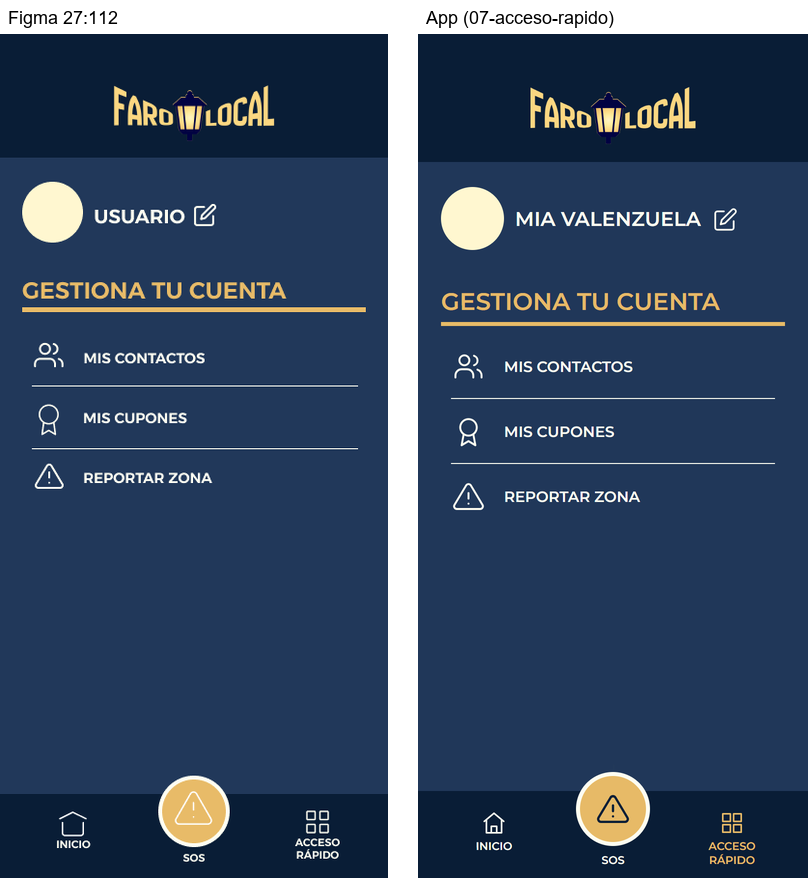 Figma 27:112
FARO LOCAL
USUARIO
GESTIONA TU CUENTA
MIS CONTACTOS
MIS CUPONES
REPORTAR ZONA
INICIO
SOS
ACCESO
RÁPIDO
App (07-acceso-rapido)
FARO LOCAL
MIA VALENZUELA
GESTIONA TU CUENTA
MIS CONTACTOS
MIS CUPONES
REPORTAR ZONA
INICIO
SOS
ACCESO
RÁPIDO